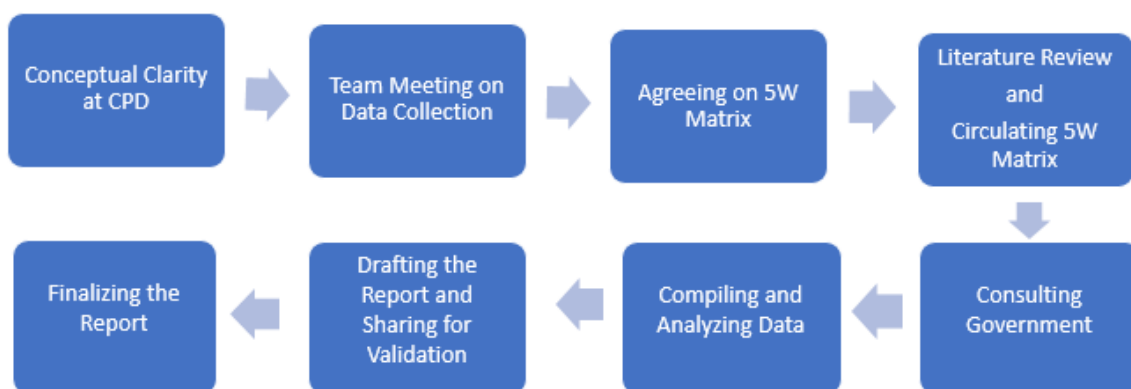 Conceptual Clarity
at CPD
Team Meeting on
Data Collection
Agreeing on 5W
Matrix
Literature Review
and
Circulating 5W
Matrix
Consulting
Government
Compiling and
Analyzing Data
Drafting the
Report and
Sharing for
Validation
Finalizing the
Report